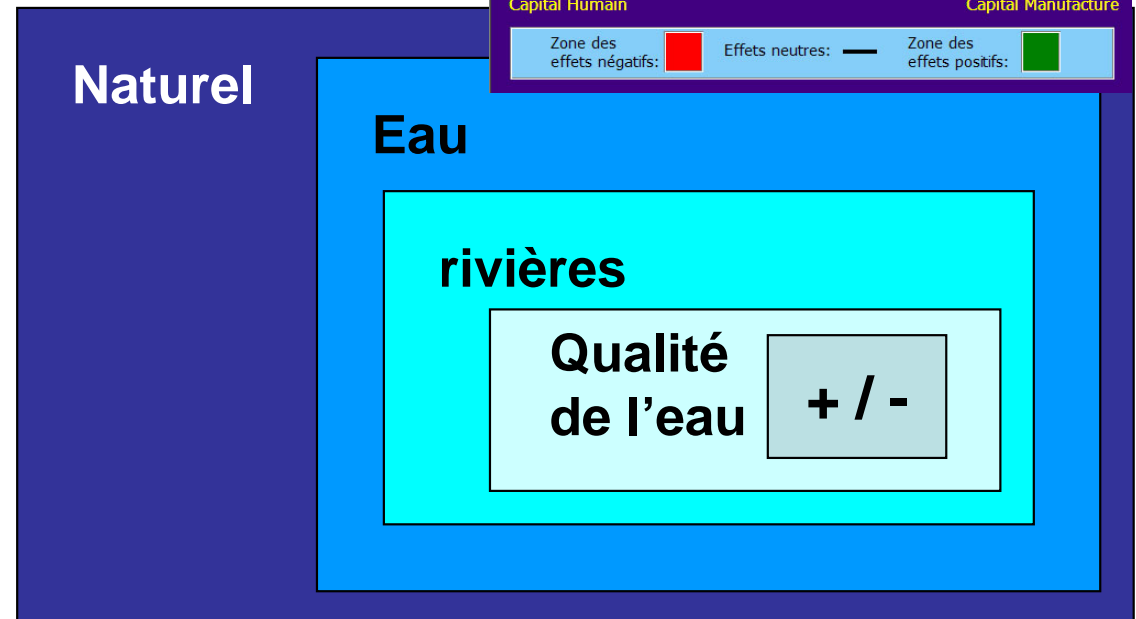 Capital Humain
Capital Manufacturé
Zone des
effets négatifs:
Effets neutres:
Zone des
effets positifs:
Naturel
Eau
rivières
Qualité
de l’eau
+ / -